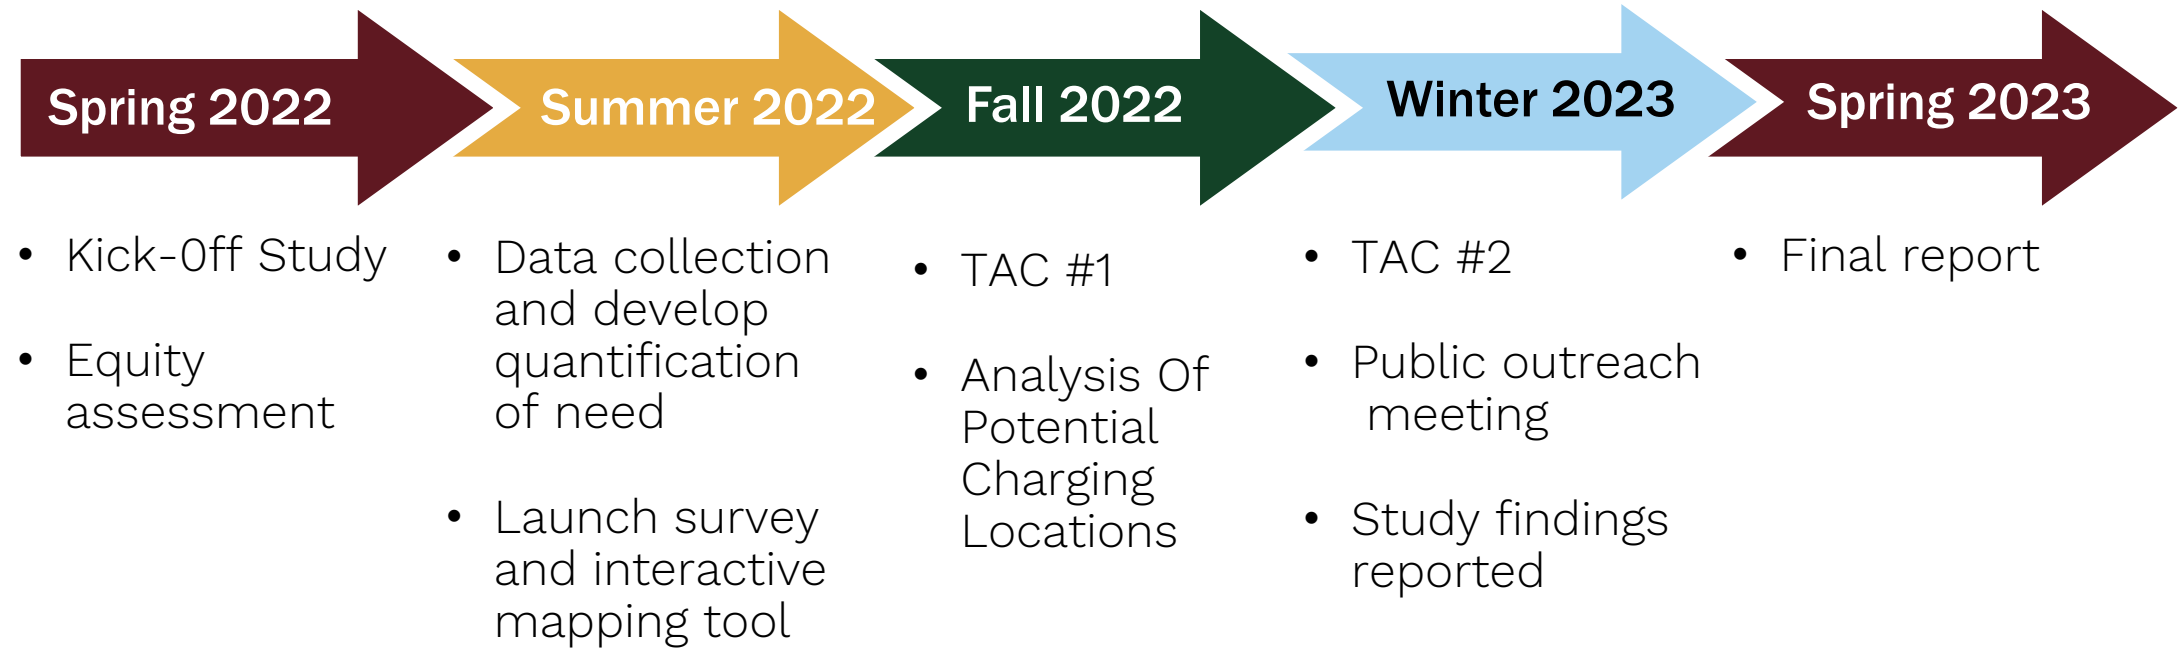 Spring 2022
Summer 2022
Fall 2022
Winter 2023
Spring 2023
• Kick-Off Study
• Equity
assessment
• Data collection
and develop
quantification
of need
• Launch survey
and interactive
mapping tool
• TAC #1
• Analysis Of
Potential
Charging
Locations
• TAC #2
• Public outreach
meeting
• Study findings
reported
• Final report